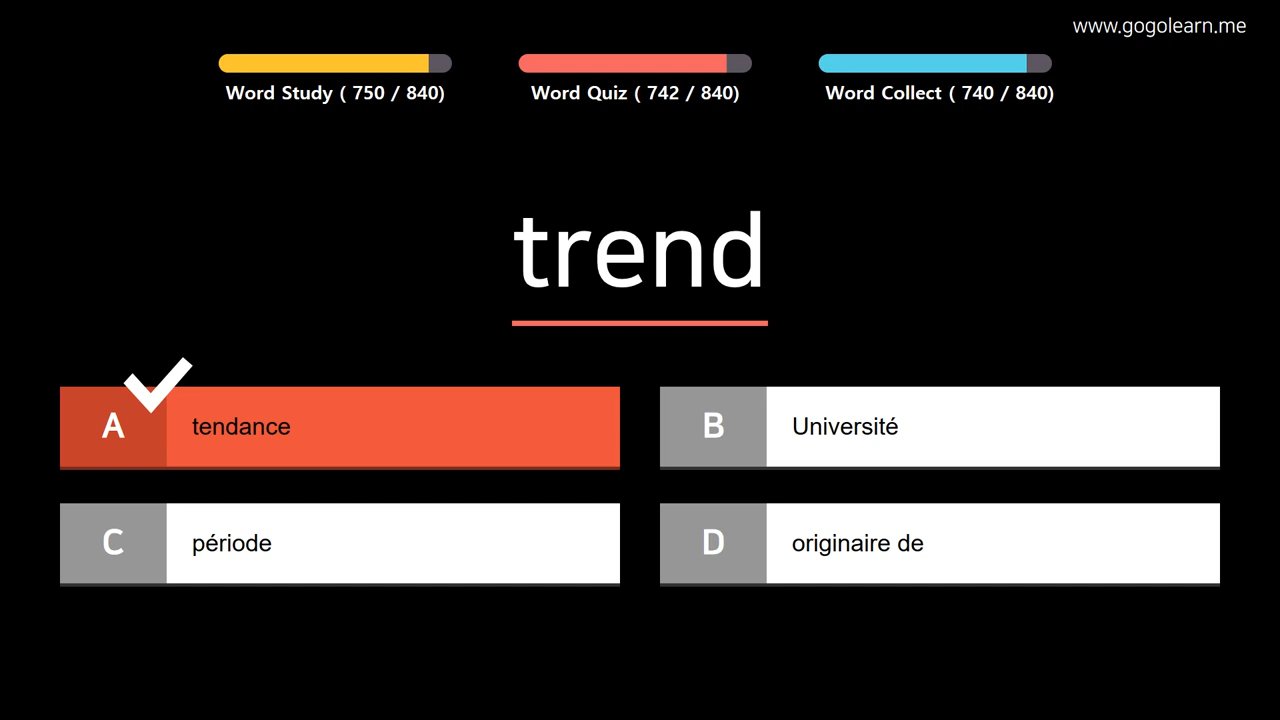 www.gogolearn.me
Word Study ( 750 / 840)
Word Quiz ( 742 / 840)
Word Collect ( 740 / 840)
trend
A
tendance
B
Université
C
période
D
originaire de